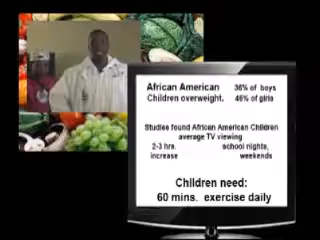 African American 36% of boys
Children overweight. 46% of girls
Studies found African American Children
average TV viewing
2-3 hrs. school nights,
increase weekends
Children need:
60 mins. exercise daily